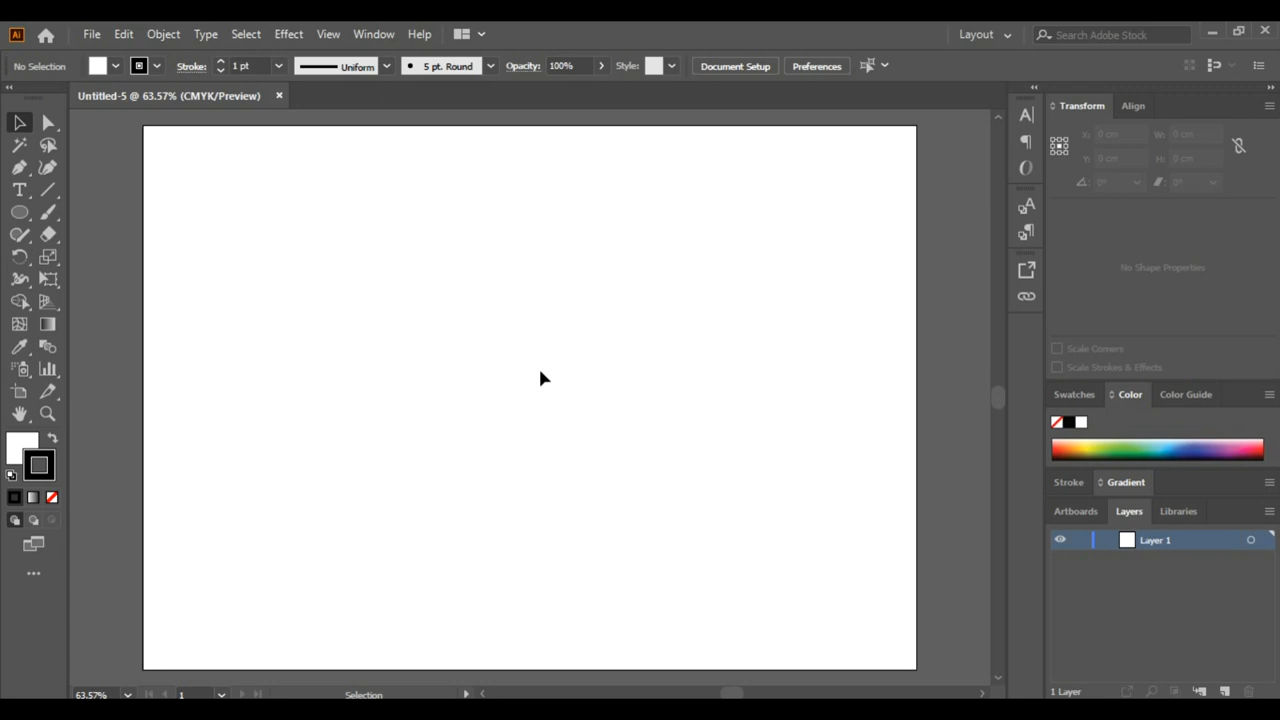 Ai File Edit Object Type Select Effect View Window Help Layout Search Adobe Stock
No Selection Stroke: 1 pt Uniform 5 pt. Round Opacity: 100% Style: Document Setup Preferences
Untitled-5 @ 63.57% (CMYK/Preview) ×
Transform Align
X: 0 cm W: 0 cm
Y: 0 cm H: 0 cm
0° 0°
No Shape Properties
Scale Corners
Scale Strokes & Effects
Swatches Color Color Guide
Stroke Gradient
Artboards Layers Libraries
Layer 1
63.57% 1 Selection 1 Layer